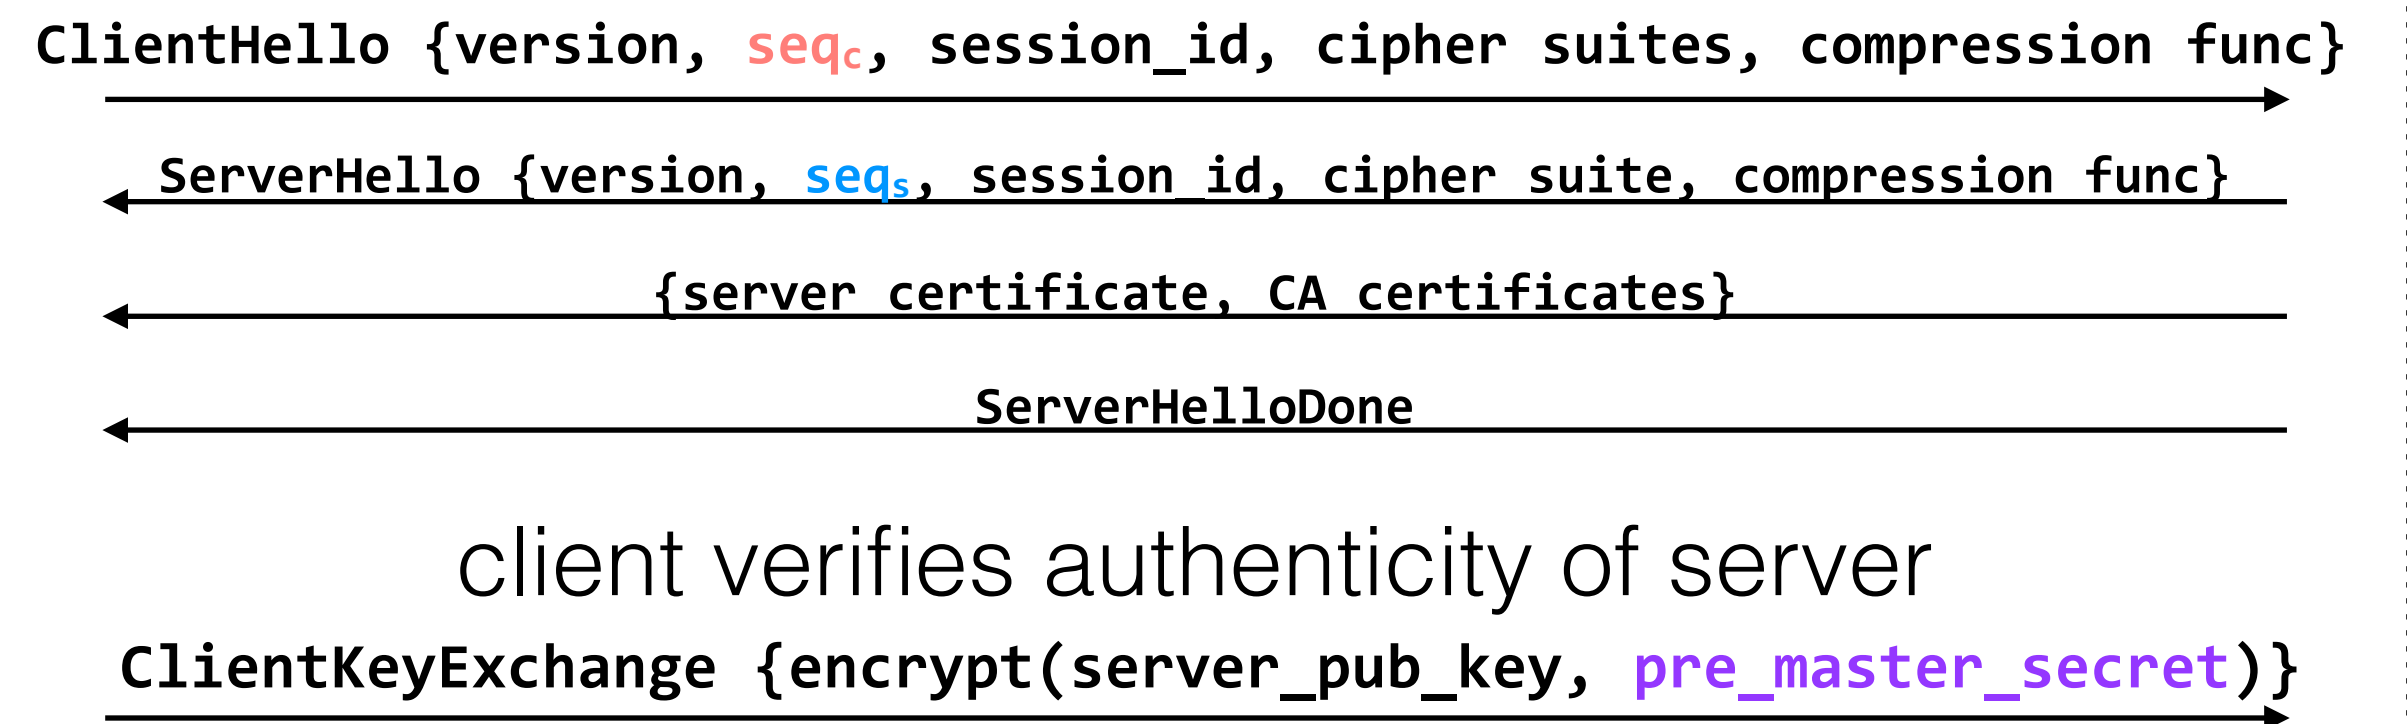 ClientHello {version, seqc, session_id, cipher suites, compression func}
ServerHello {version, seqs, session_id, cipher suite, compression func}
{server certificate, CA certificates}
ServerHelloDone
client verifies authenticity of server
ClientKeyExchange {encrypt(server_pub_key, pre_master_secret)}